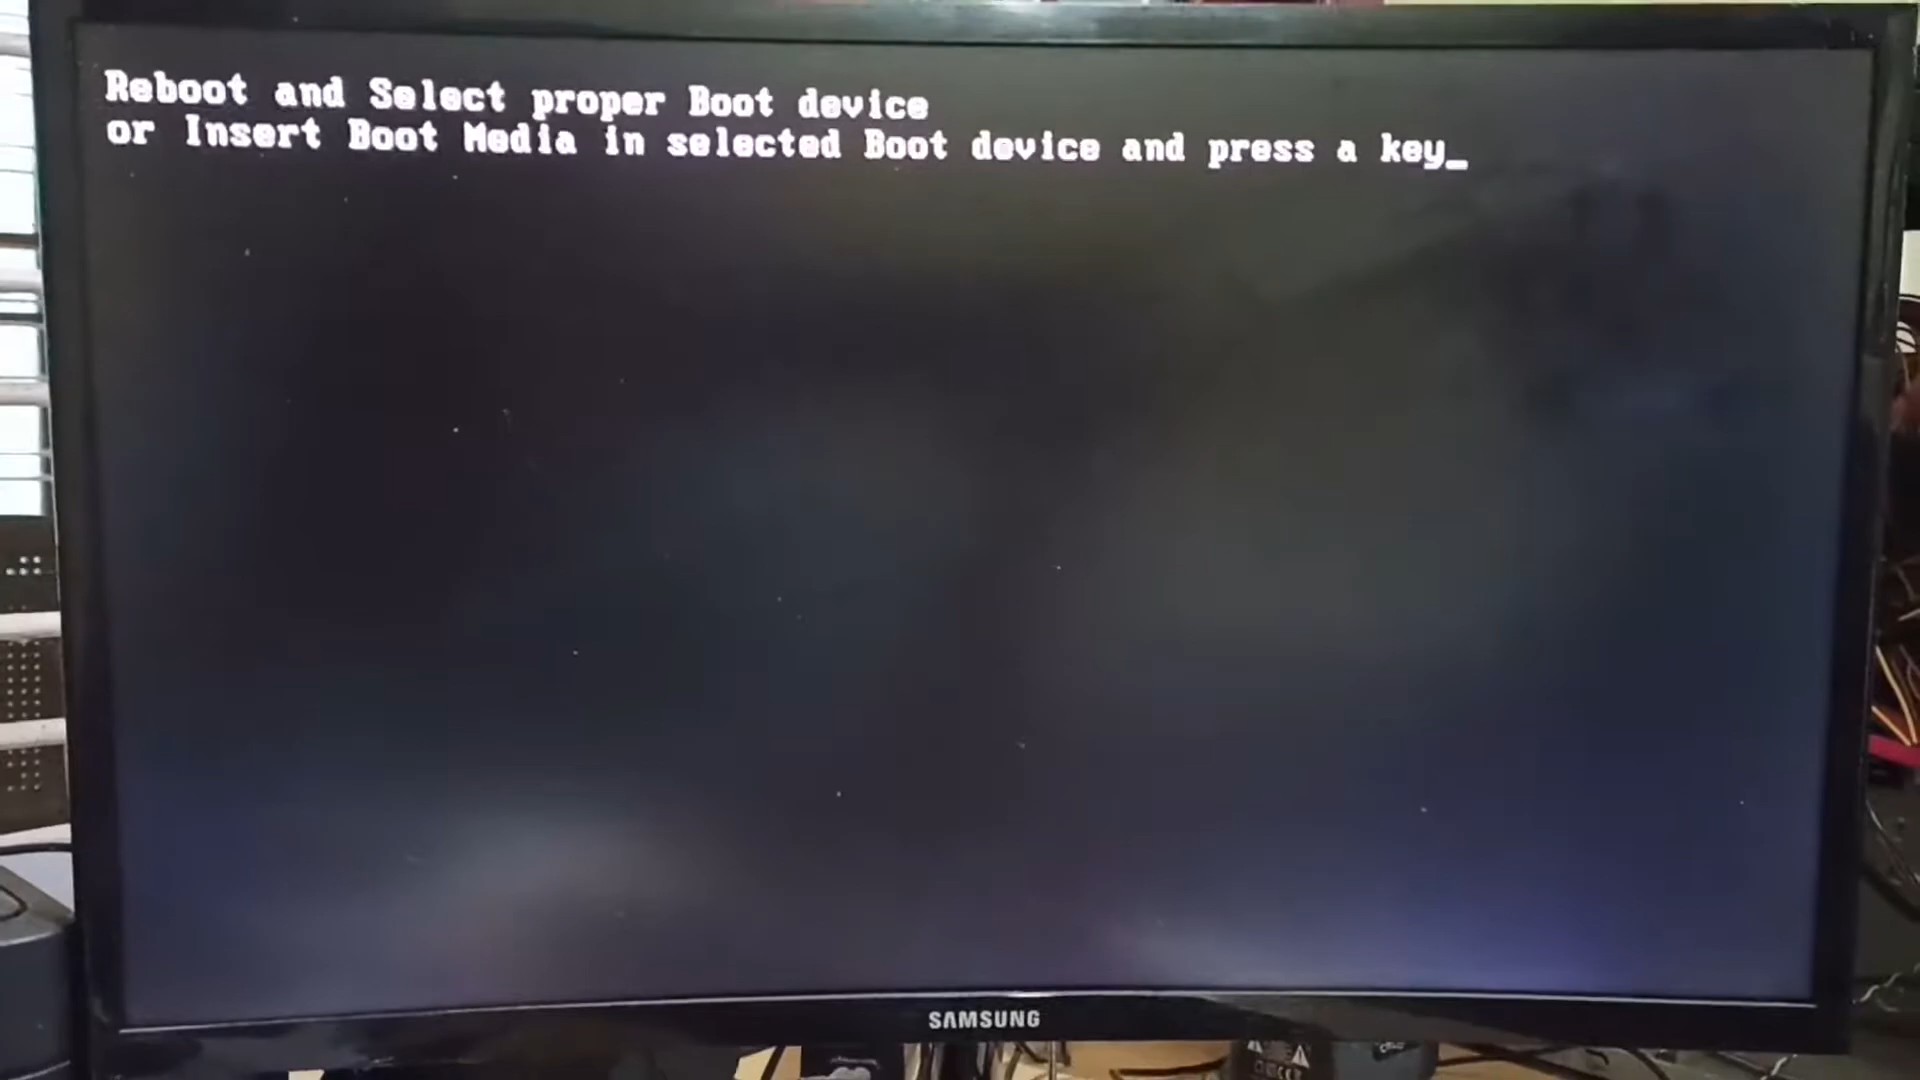 Reboot and Select proper Boot device
or Insert Boot Media in selected Boot device and press a key_
SAMSUNG